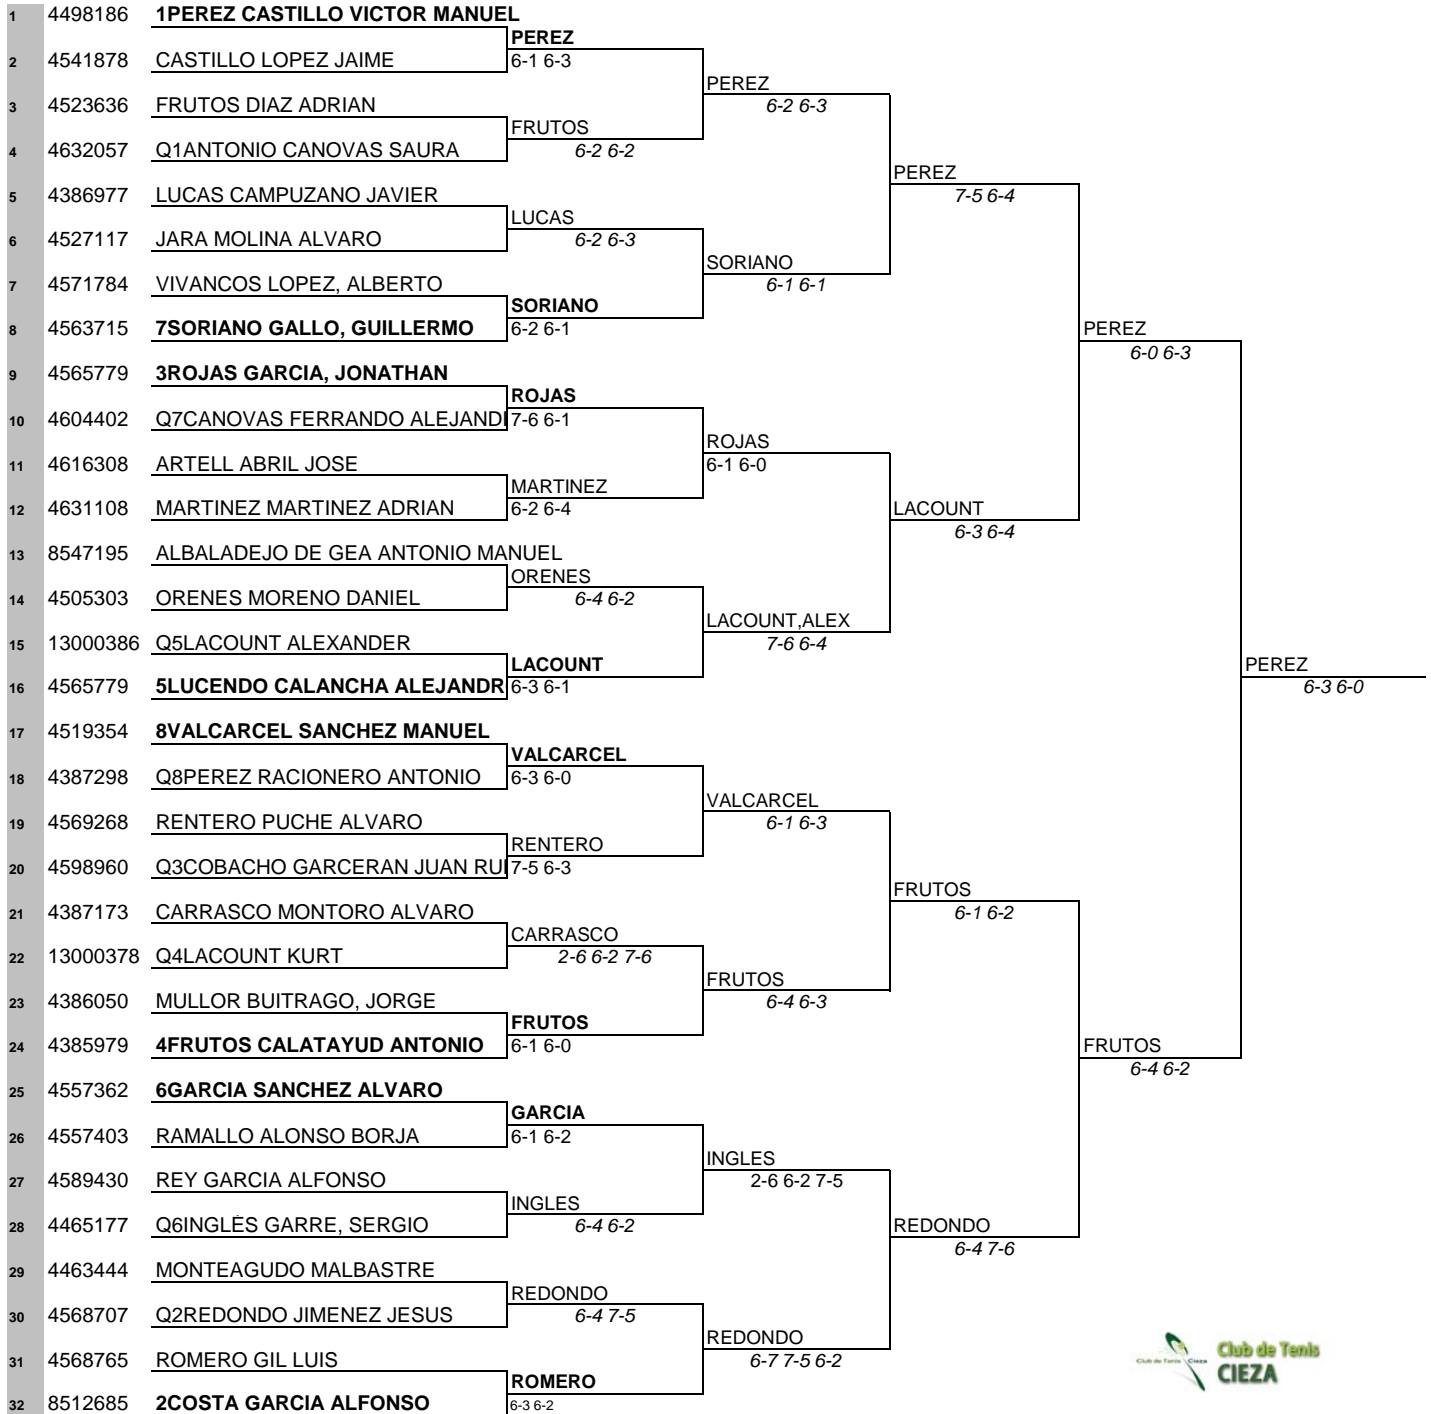 1 4498186 1PEREZ CASTILLO VICTOR MANUEL
PEREZ
2 4541878 CASTILLO LOPEZ JAIME 6-1 6-3
PEREZ
3 4523636 FRUTOS DIAZ ADRIAN 6-2 6-3
FRUTOS
4 4632057 Q1ANTONIO CANOVAS SAURA 6-2 6-2
PEREZ
5 4386977 LUCAS CAMPUZANO JAVIER 7-5 6-4
LUCAS
6 4527117 JARA MOLINA ALVARO 6-2 6-3
SORIANO
7 4571784 VIVANCOS LOPEZ, ALBERTO 6-1 6-1
SORIANO
8 4563715 7SORIANO GALLO, GUILLERMO 6-2 6-1 PEREZ
6-0 6-3
9 4565779 3ROJAS GARCIA, JONATHAN
ROJAS
10 4604402 Q7CANOVAS FERRANDO ALEJAND 7-6 6-1
ROJAS
11 4616308 ARTELL ABRIL JOSE 6-1 6-0
MARTINEZ
12 4631108 MARTINEZ MARTINEZ ADRIAN 6-2 6-4 LACOUNT
6-3 6-4
13 8547195 ALBALADEJO DE GEA ANTONIO MANUEL
ORENES
14 4505303 ORENES MORENO DANIEL 6-4 6-2
LACOUNT,ALEX
15 13000386 Q5LACOUNT ALEXANDER 7-6 6-4
LACOUNT PEREZ
16 4565779 5LUCENDO CALANCHA ALEJANDR 6-3 6-1 6-3 6-0
17 4519354 8VALCARCEL SANCHEZ MANUEL
VALCARCEL
18 4387298 Q8PEREZ RACIONERO ANTONIO 6-3 6-0
VALCARCEL
19 4569268 RENTERO PUCHE ALVARO 6-1 6-3
RENTERO
20 4598960 Q3COBACHO GARCERAN JUAN RU 7-5 6-3
FRUTOS
21 4387173 CARRASCO MONTORO ALVARO 6-1 6-2
CARRASCO
22 13000378 Q4LACOUNT KURT 2-6 6-2 7-6
FRUTOS
23 4386050 MULLOR BUITRAGO, JORGE 6-4 6-3
FRUTOS
24 4385979 4FRUTOS CALATAYUD ANTONIO 6-1 6-0 FRUTOS
6-4 6-2
25 4557362 6GARCIA SANCHEZ ALVARO
GARCIA
26 4557403 RAMALLO ALONSO BORJA 6-1 6-2
INGLES
27 4589430 REY GARCIA ALFONSO 2-6 6-2 7-5
INGLES
28 4465177 Q6INGLÉS GARRE, SERGIO 6-4 6-2 REDONDO
6-4 7-6
29 4463444 MONTEAGUDO MALBASTRE
REDONDO
30 4568707 Q2REDONDO JIMENEZ JESUS 6-4 7-5
REDONDO
31 4568765 ROMERO GIL LUIS 6-7 7-5 6-2
ROMERO
32 8512685 2COSTA GARCIA ALFONSO 6-3 6-2
Club de Tenis Cieza
Club de Tenis
CIEZA